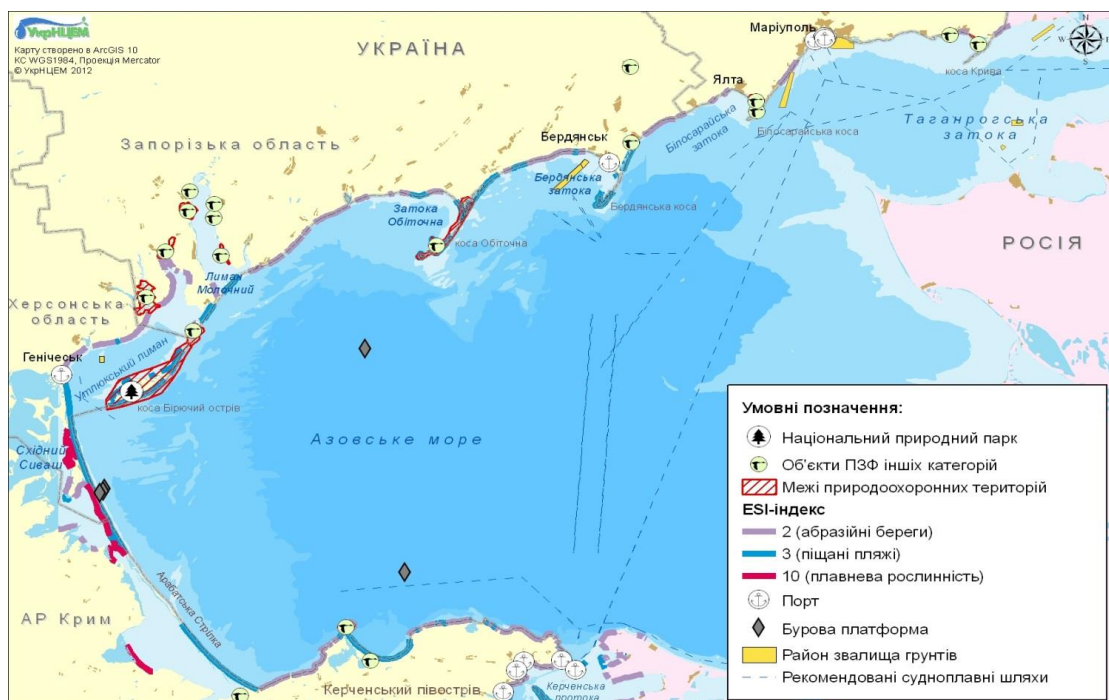 УкрНЦЕМ
Карту створено в ArcGIS 10
КС WGS1984, Проекція Mercator
© УкрНЦЕМ 2012
УКРАЇНА
Маріуполь
N
W
E
S
коса Крива
Ялта
Таганрогська
затока
Білосарайська коса
Білосарайська
затока
Запорізька область
Бердянськ
Бердянська
затока
Бердянська коса
Затока
Обіточна
коса Обіточна
РОСІЯ
Лиман
Молочний
Херсонська
область
Генічеськ
Утлюкський лиман
коса Бірючий острів
Азовське море
Східний
Сиваш
Арабатська Стрілка
АР Крим
Керченський півострів
Керченська
протока
Умовні позначення:
Національний природний парк
Об'єкти ПЗФ інших категорій
Межі природоохоронних територій
ESI-індекс
2 (абразійні береги)
3 (піщані пляжі)
10 (плавнева рослинність)
Порт
Бурова платформа
Район звалища грунтів
Рекомендовані судноплавні шляхи